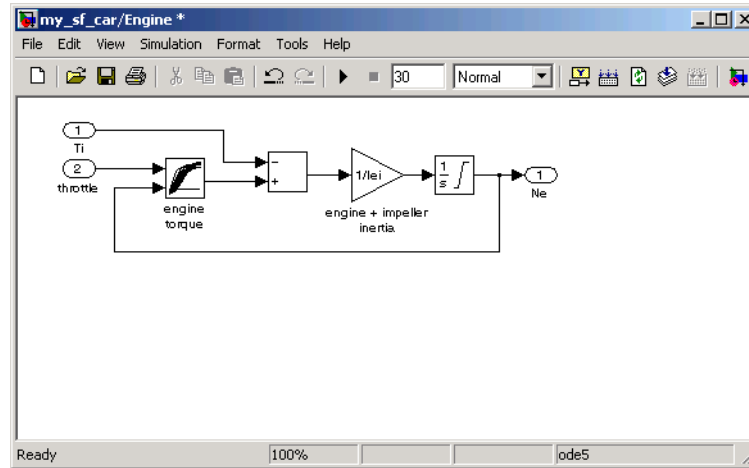 my_sf_car/Engine *
File Edit View Simulation Format Tools Help
30 Normal
1
Ti
2
throttle
engine
torque
−
+
1/Iei
engine + impeller
inertia
1
s
1
Ne
Ready 100% ode5